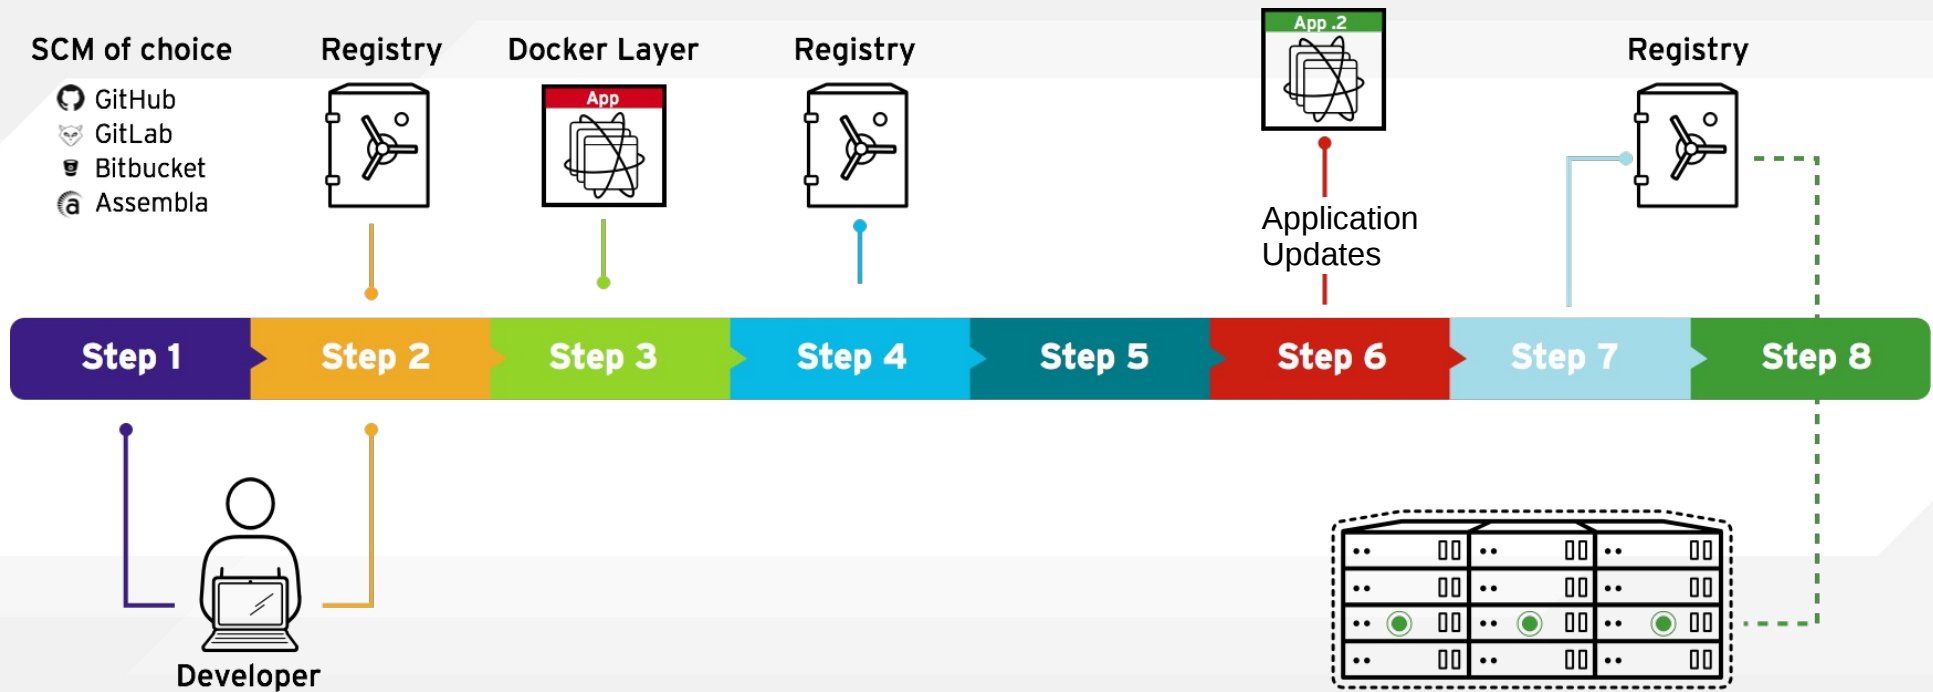 SCM of choice
GitHub
GitLab
Bitbucket
Assembla
Registry
Docker Layer
App
Registry
App .2
Application
Updates
Registry
Step 1
Step 2
Step 3
Step 4
Step 5
Step 6
Step 7
Step 8
Developer